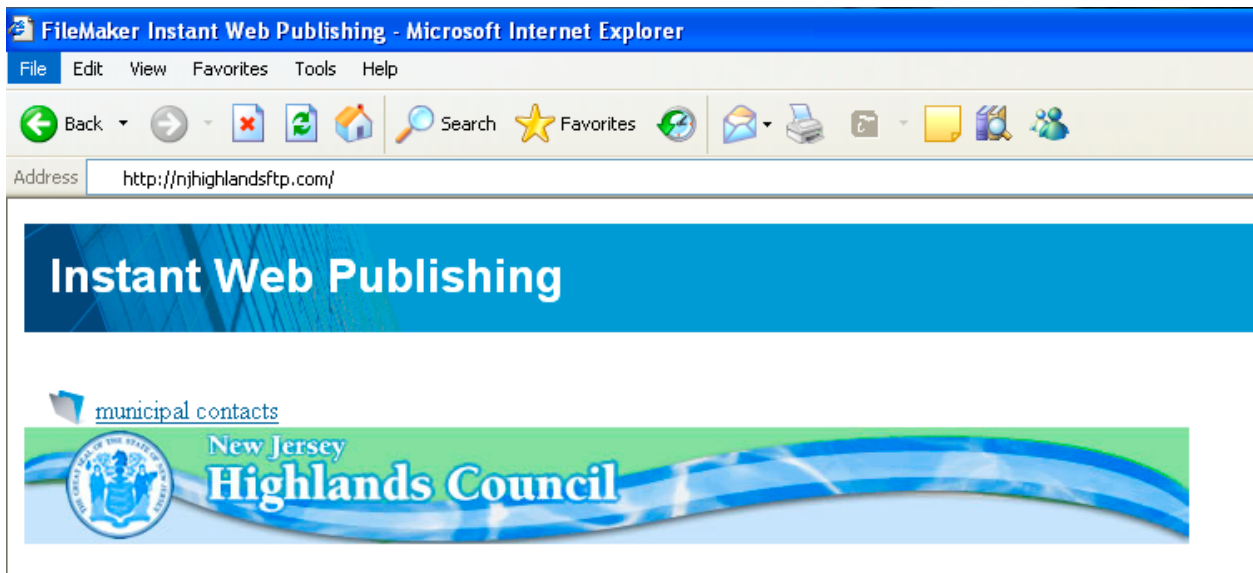 FileMaker Instant Web Publishing - Microsoft Internet Explorer
File Edit View Favorites Tools Help
Back Search Favorites
Address http://njhighlandsftp.com/
Instant Web Publishing
municipal contacts
New Jersey
Highlands Council